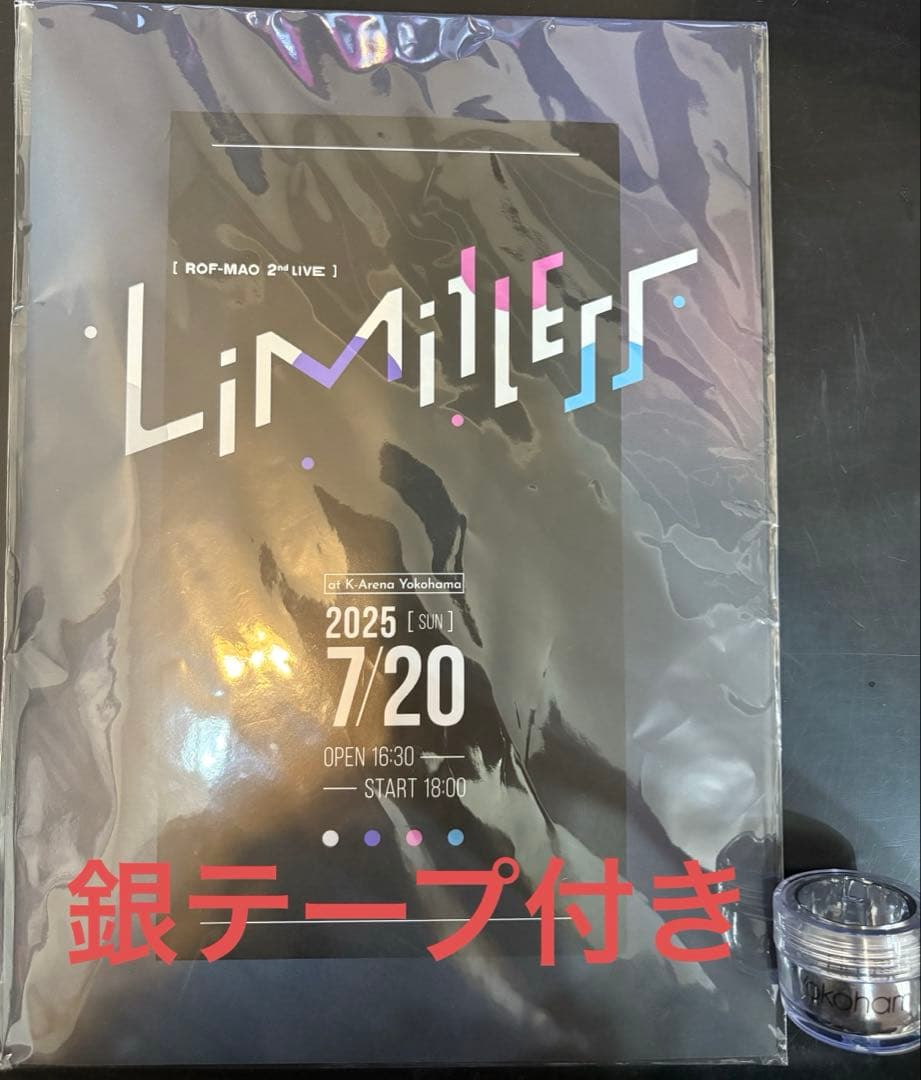 [ ROF-MAO 2nd LIVE ]
LiMiTLESS
at K-Arena Yokohama
2025 [ SUN ]
7/20
OPEN 16:30
START 18:00
銀テープ付き